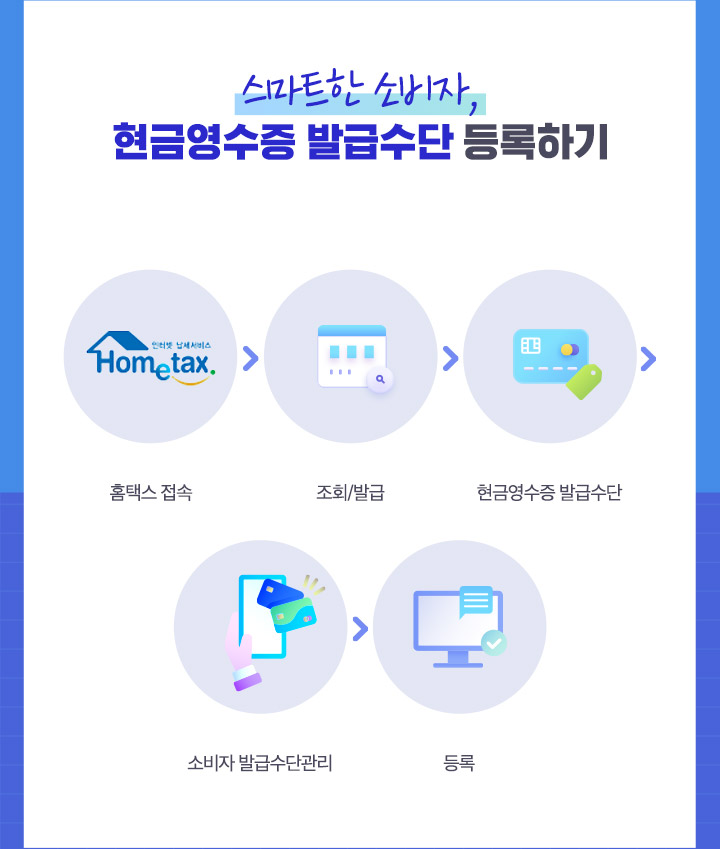 스마트한 소비자,
현금영수증 발급수단 등록하기
인터넷 납세서비스
Hometax.
홈택스 접속
조회/발급
현금영수증 발급수단
소비자 발급수단관리
등록